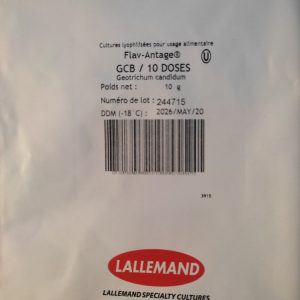 Cultures lyophilisées pour usage alimentaire
Flav-Antage®
U
GCB / 10 DOSES
Geotrichum candidum
Poids net : 10 g
Numéro de lot : 244715
DDM (-18°C) : 2026/MAY/20
LALLEMAND
LALLEMAND SPECIALTY CULTURES